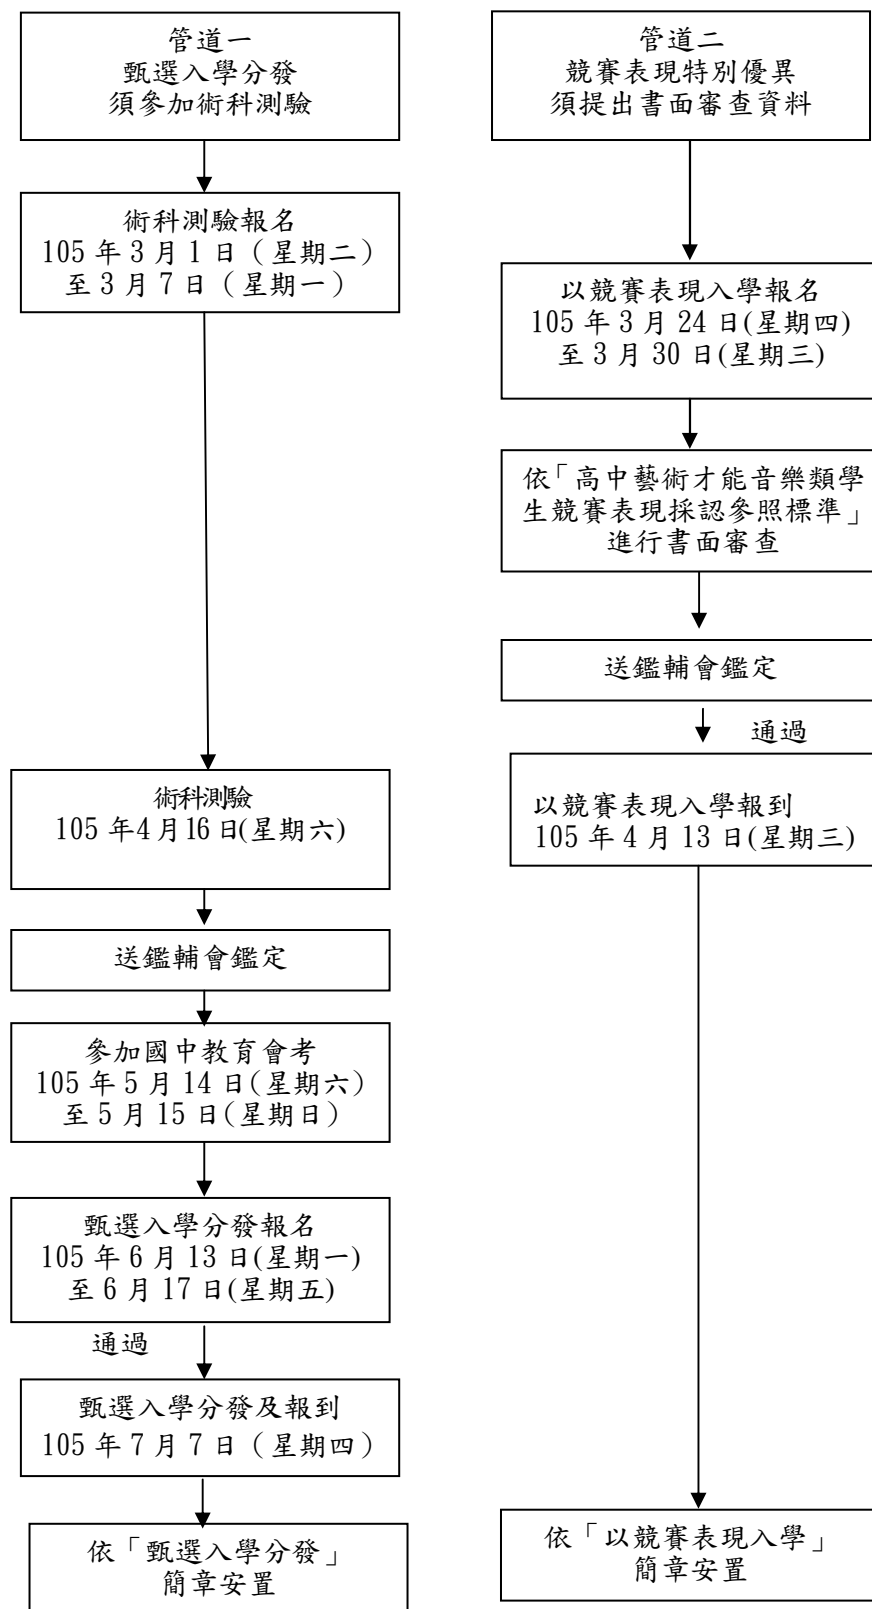 管道一
甄選入學分發
須參加術科測驗
術科測驗報名
105 年 3 月 1 日（星期二）
至 3 月 7 日（星期一）
術科測驗
105 年4月16日(星期六)
送鑑輔會鑑定
參加國中教育會考
105 年 5 月 14 日(星期六)
至 5 月 15 日(星期日)
甄選入學分發報名
105 年 6 月 13 日(星期一)
至 6 月 17 日(星期五)
通過
甄選入學分發及報到
105 年 7 月 7 日（星期四）
依「甄選入學分發」
簡章安置
管道二
競賽表現特別優異
須提出書面審查資料
以競賽表現入學報名
105 年 3 月 24 日(星期四)
至 3 月 30 日(星期三)
依「高中藝術才能音樂類學
生競賽表現採認參照標準」
進行書面審查
送鑑輔會鑑定
通過
以競賽表現入學報到
105 年 4 月 13 日(星期三)
依「以競賽表現入學」
簡章安置